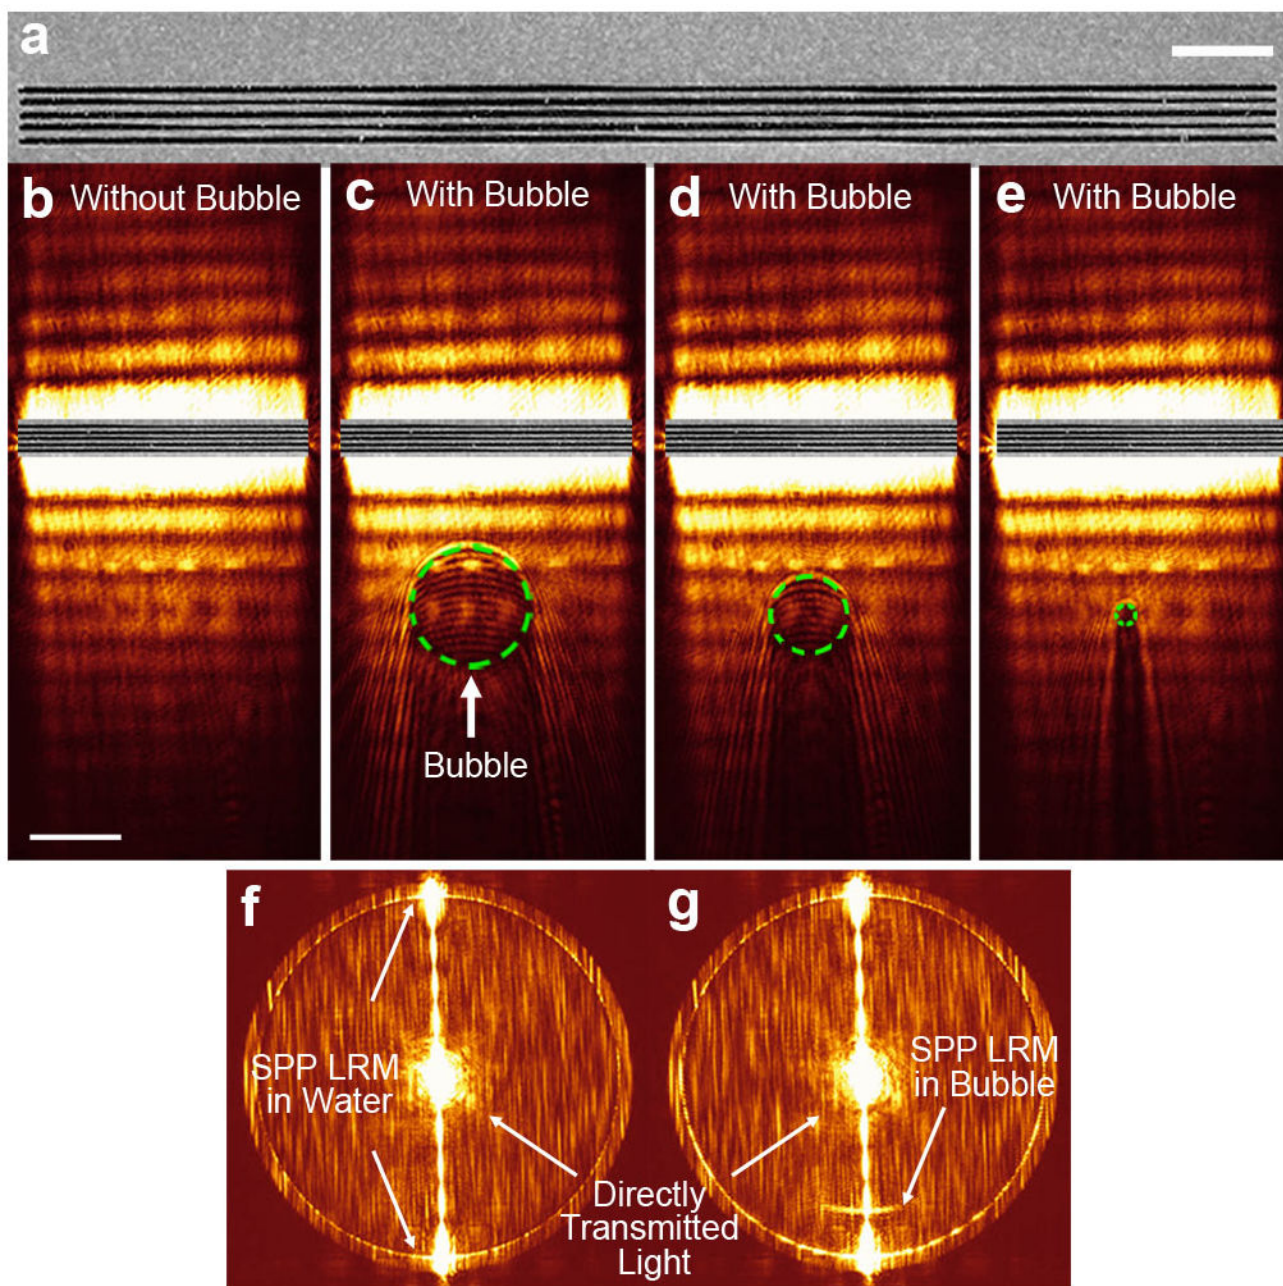 a
b Without Bubble
c With Bubble
d With Bubble
e With Bubble
Bubble
f
g
SPP LRM
in Water
SPP LRM
in Bubble
Directly
Transmitted
Light